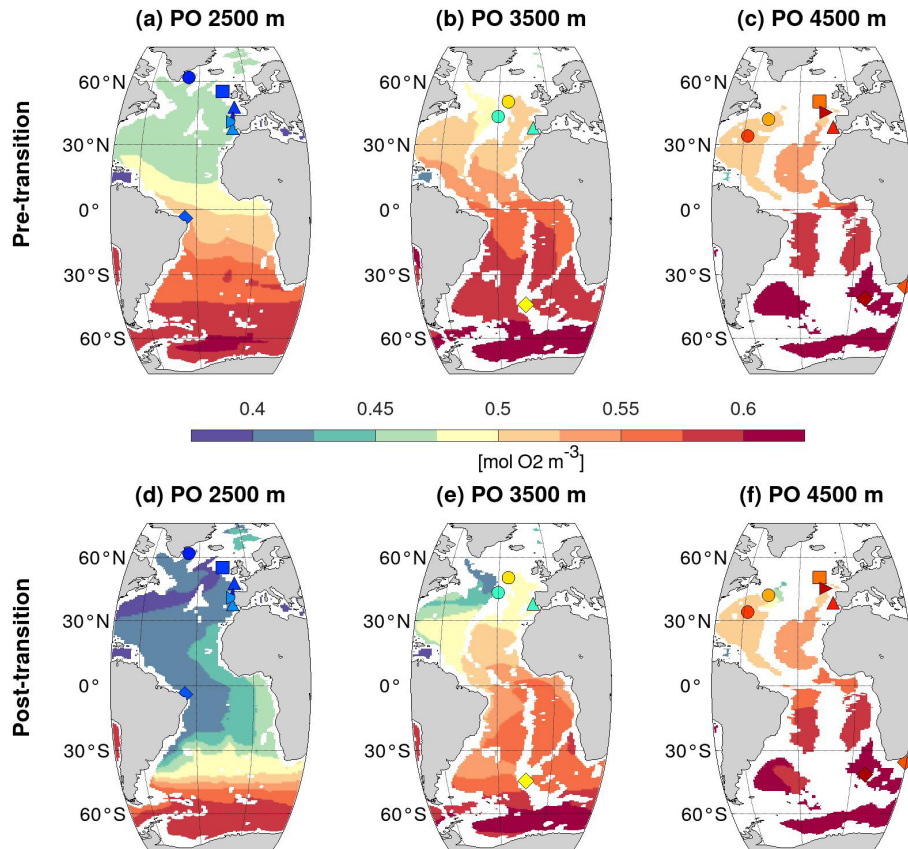 (a) PO 2500 m (b) PO 3500 m (c) PO 4500 m
Pre-transition
60°N 60°N 60°N
30°N 30°N 30°N
0° 0° 0°
30°S 30°S 30°S
60°S 60°S 60°S
0.4 0.45 0.5 0.55 0.6
[mol O2 m⁻³]
(d) PO 2500 m (e) PO 3500 m (f) PO 4500 m
Post-transition
60°N 60°N 60°N
30°N 30°N 30°N
0° 0° 0°
30°S 30°S 30°S
60°S 60°S 60°S